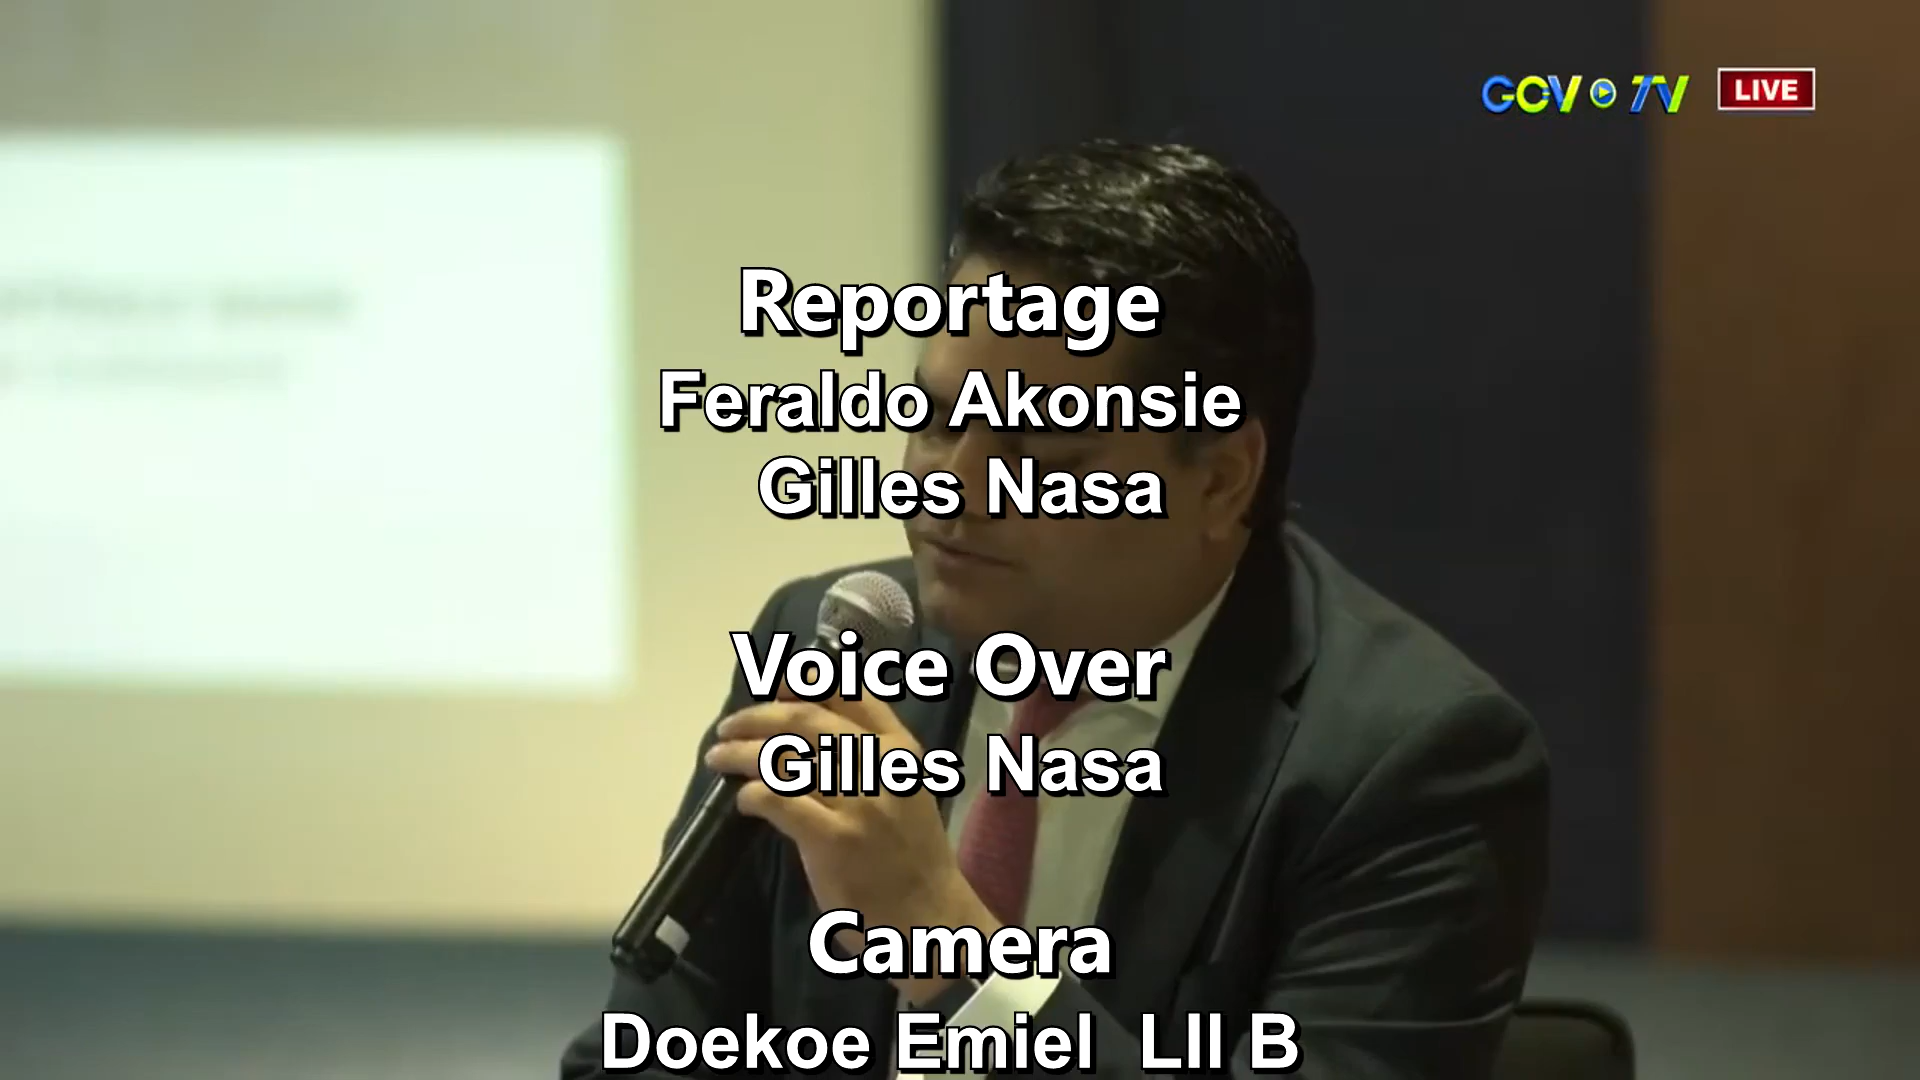 GOV TV LIVE
Reportage
Feraldo Akonsie
Gilles Nasa
Voice Over
Gilles Nasa
Camera
Doekoe Emiel LII B